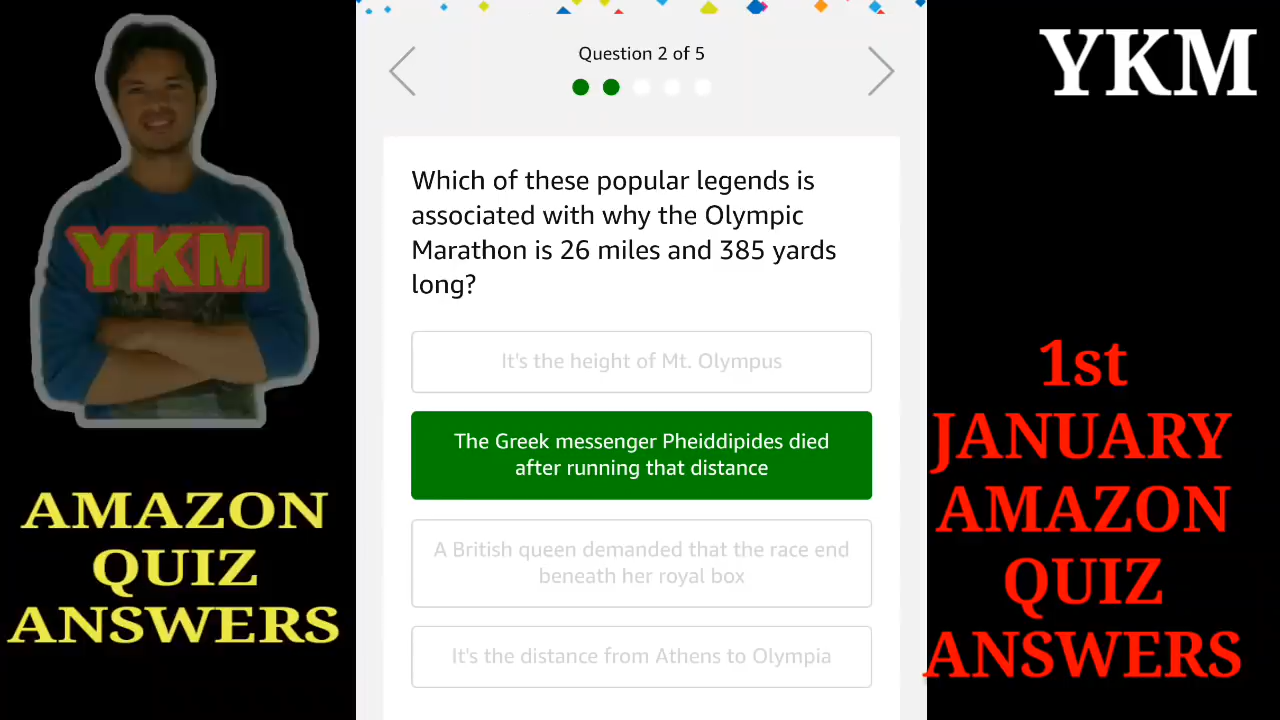 YKM
AMAZON
QUIZ
ANSWERS
Question 2 of 5
Which of these popular legends is
associated with why the Olympic
Marathon is 26 miles and 385 yards
long?
It's the height of Mt. Olympus
The Greek messenger Pheiddipides died
after running that distance
A British queen demanded that the race end
beneath her royal box
It's the distance from Athens to Olympia
YKM
1st
JANUARY
AMAZON
QUIZ
ANSWERS